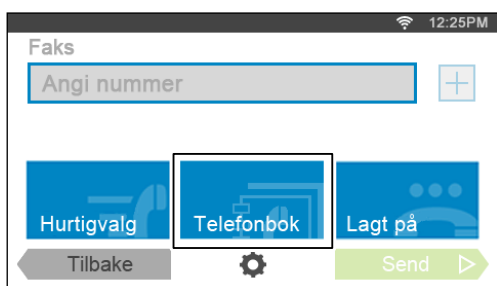 12:25PM
Faks
Angi nummer
Hurtigvalg Telefonbok Lagt på
Tilbake Send